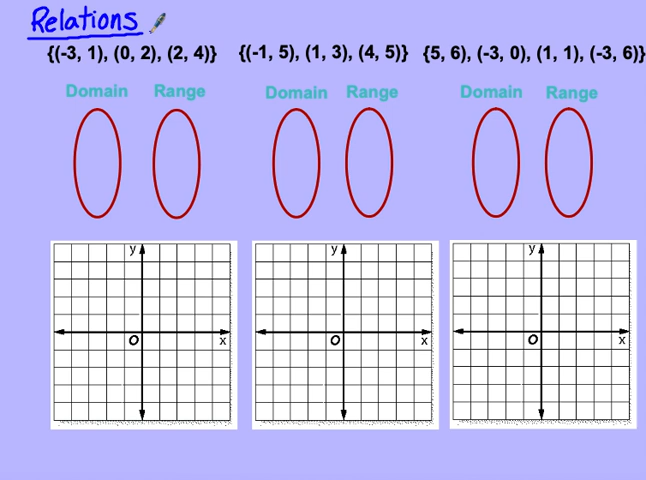 Relations
{(-3, 1), (0, 2), (2, 4)} {(-1, 5), (1, 3), (4, 5)} {5, 6), (-3, 0), (1, 1), (-3, 6)}
Domain Range Domain Range Domain Range
y y y
O x O x O x